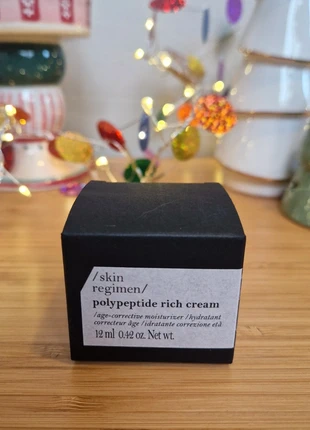 /skin
regimen/
polypeptide rich cream
/age-corrective moisturizer /hydratant
correcteur âge /idratante correzione età
12 ml 0.42 oz. Net wt.